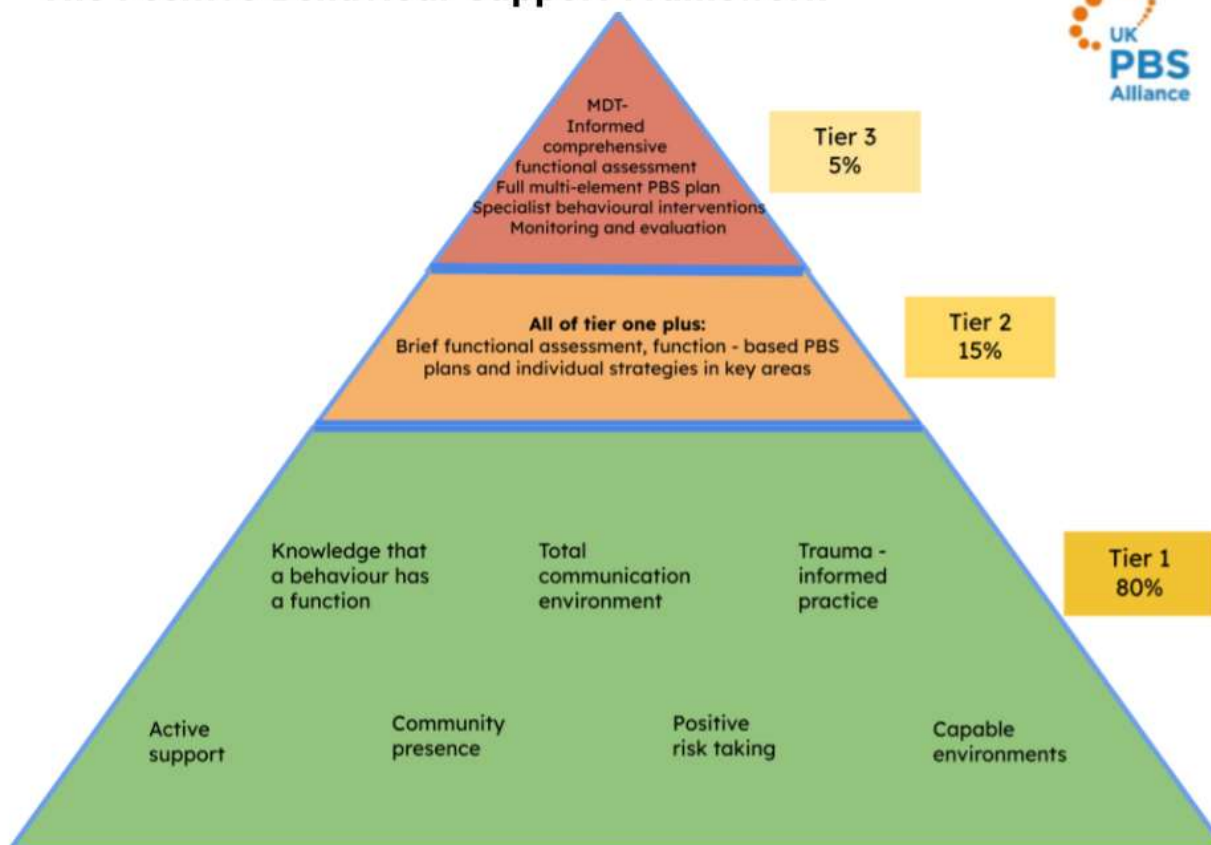 UK
PBS
Alliance
MDT-
Informed
comprehensive
functional assessment
Full multi-element PBS plan
Specialist behavioural interventions
Monitoring and evaluation
Tier 3
5%
All of tier one plus:
Brief functional assessment, function - based PBS
plans and individual strategies in key areas
Tier 2
15%
Knowledge that
a behaviour has
a function
Total
communication
environment
Trauma -
informed
practice
Tier 1
80%
Active
support
Community
presence
Positive
risk taking
Capable
environments